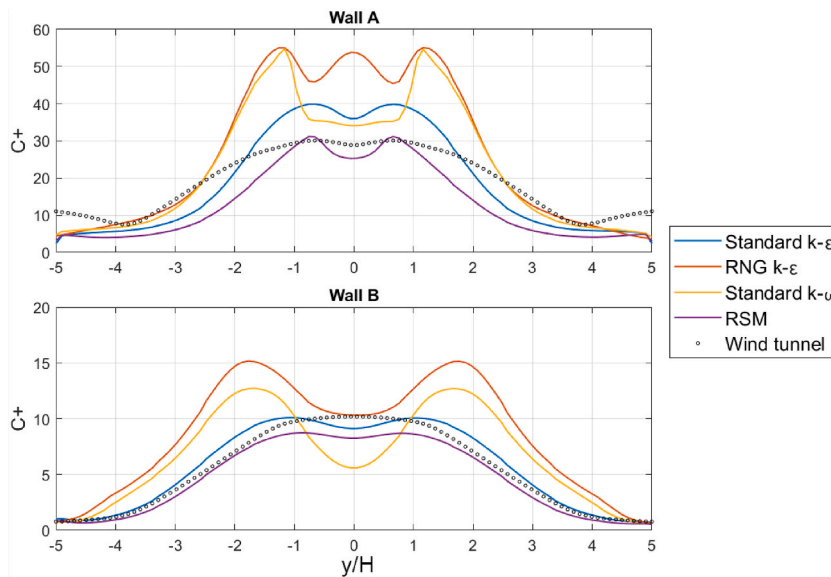 Wall A
60
50
40
30
20
10
0
C+
-5 -4 -3 -2 -1 0 1 2 3 4 5
Wall B
20
15
10
5
0
C+
-5 -4 -3 -2 -1 0 1 2 3 4 5
y/H
Standard k-ε
RNG k-ε
Standard k-
RSM
Wind tunnel